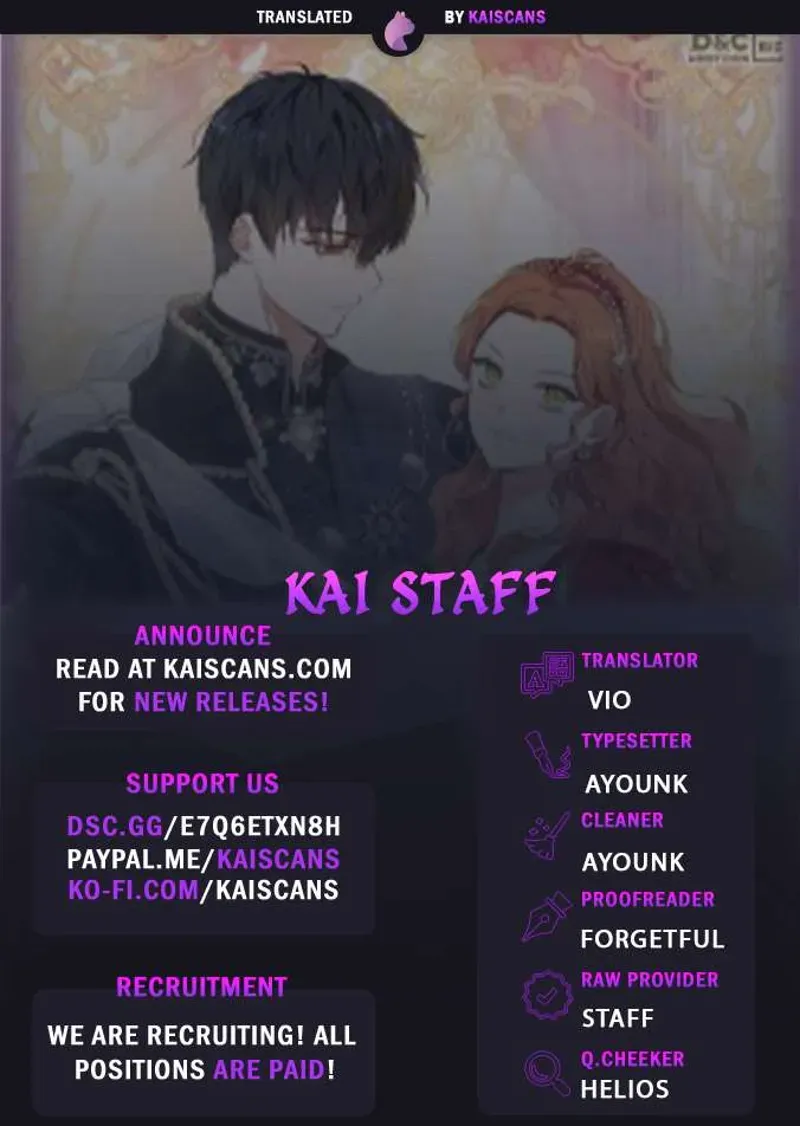 TRANSLATED BY KAISCANS
D&C
KAI STAFF
ANNOUNCE
READ AT KAISCANS.COM
FOR NEW RELEASES!
SUPPORT US
DSC.GG/E7Q6ETXN8H
PAYPAL.ME/KAISCANS
KO-FI.COM/KAISCANS
RECRUITMENT
WE ARE RECRUITING! ALL
POSITIONS ARE PAID!
TRANSLATOR
VIO
TYPESETTER
AYOUNK
CLEANER
AYOUNK
PROOFREADER
FORGETFUL
RAW PROVIDER
STAFF
Q.CHEEKER
HELIOS